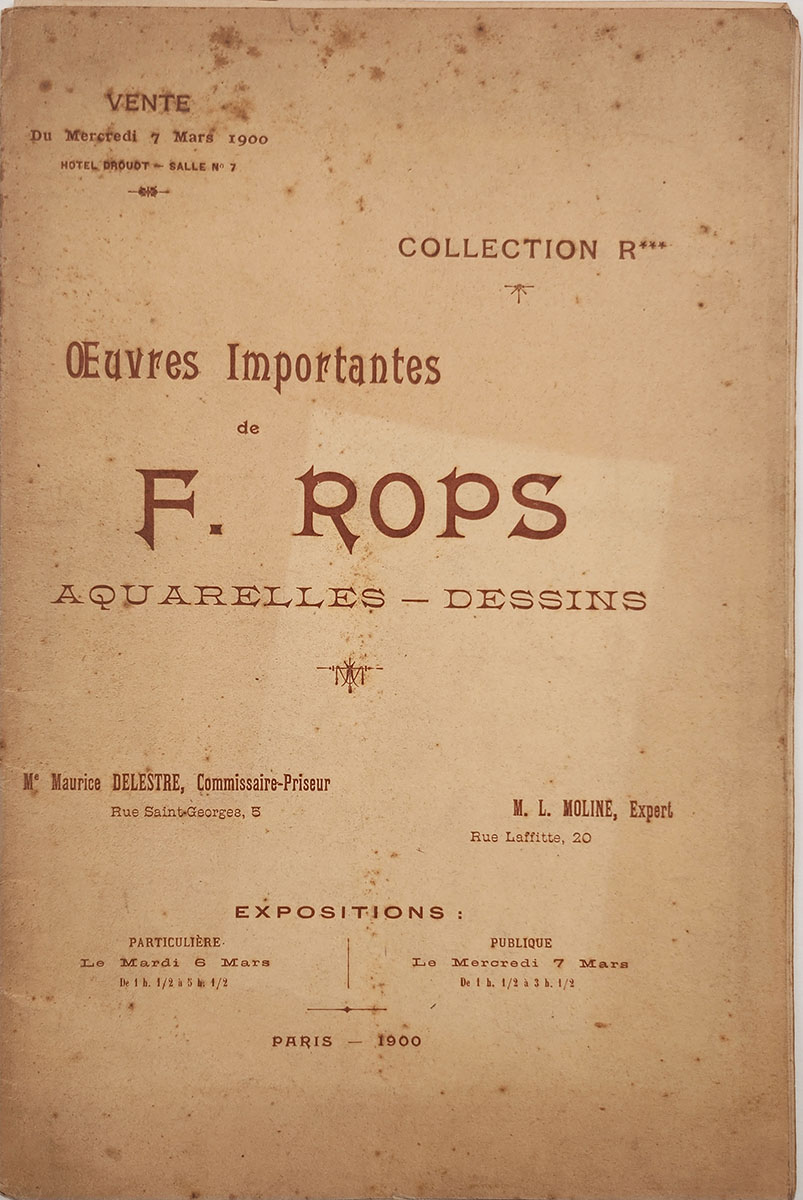 VENTE
Du Mercredi 7 Mars 1900
HOTEL DROUOT — SALLE No 7
COLLECTION R***
Œuvres Importantes
de
F. ROPS
AQUARELLES — DESSINS
Me Maurice DELESTRE, Commissaire-Priseur
Rue Saint-Georges, 5
M. L. MOLINE, Expert
Rue Laffitte, 20
EXPOSITIONS :
PARTICULIÈRE
Le Mardi 6 Mars
De 1 h. 1/2 à 5 h. 1/2
PUBLIQUE
Le Mercredi 7 Mars
De 1 h. 1/2 à 3 h. 1/2
PARIS — 1900